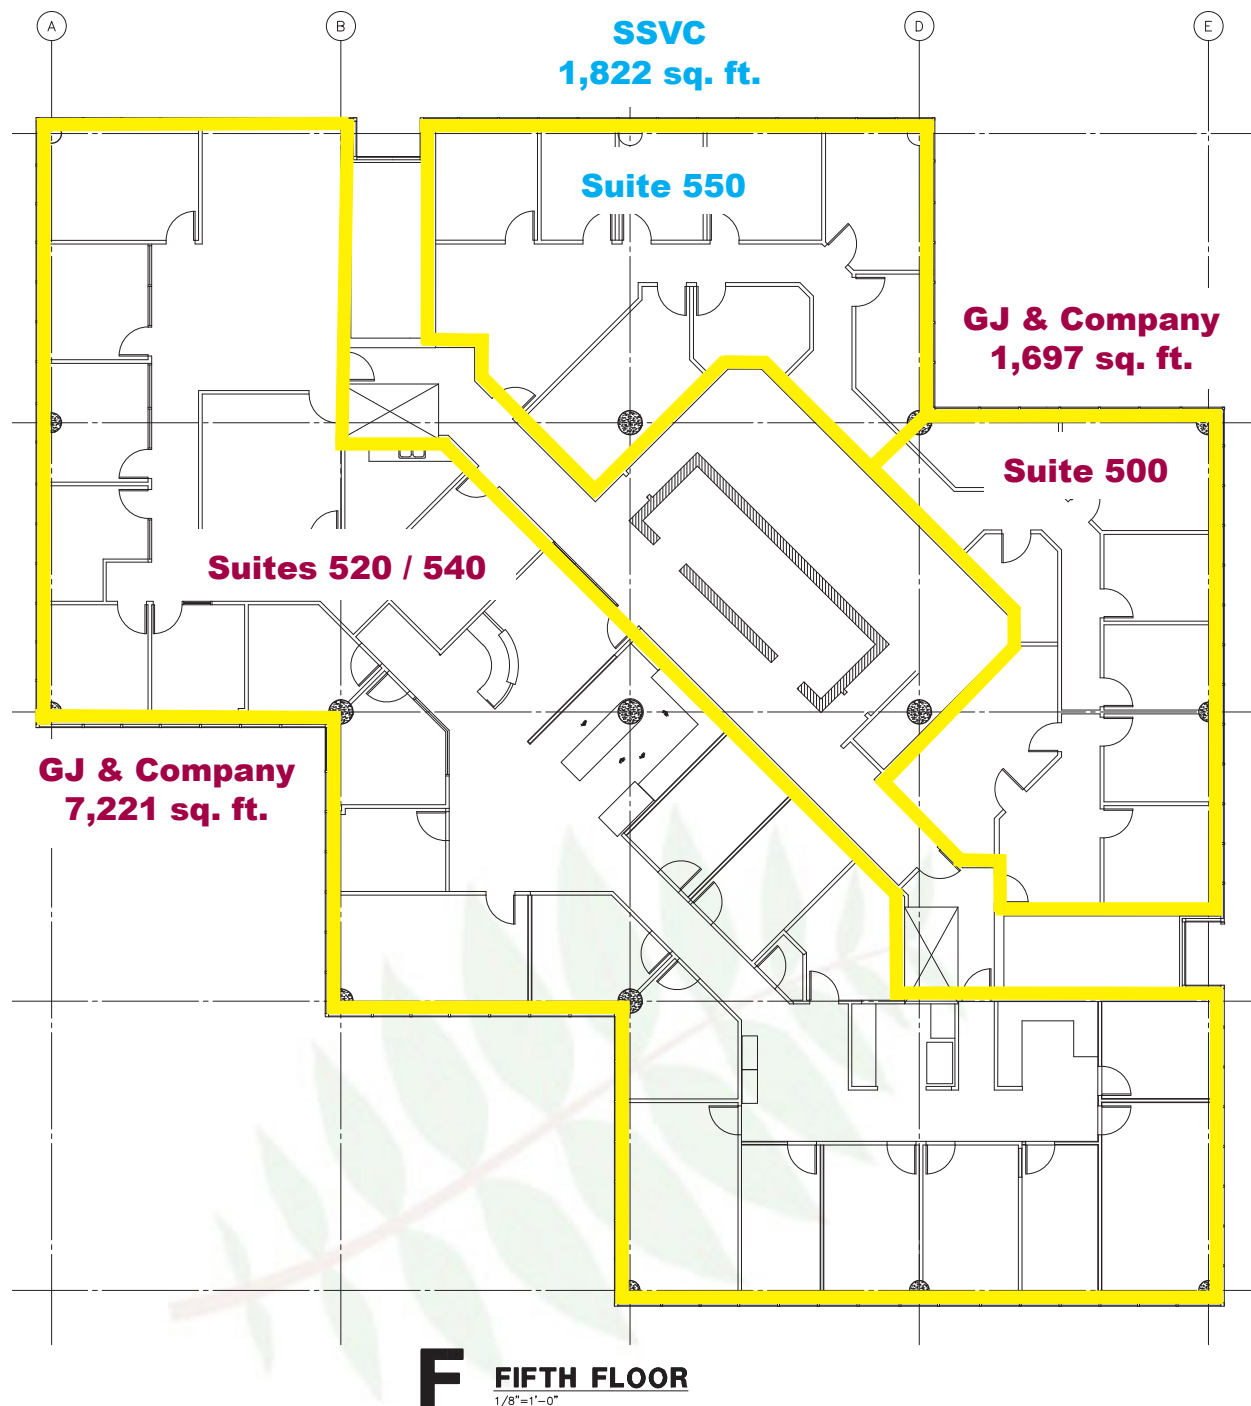 A
B
D
E
SSVC
1,822 sq. ft.
Suite 550
GJ & Company
1,697 sq. ft.
Suite 500
Suites 520 / 540
GJ & Company
7,221 sq. ft.
F FIFTH FLOOR
1/8"=1'-0"